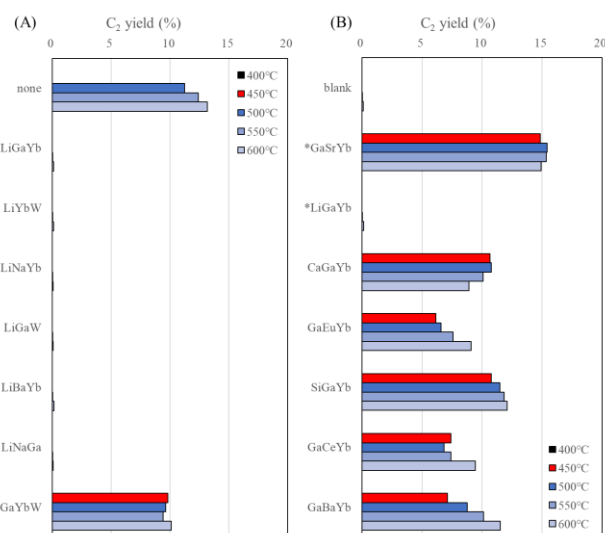 (A)
C₂ yield (%)
0 5 10 15 20
none
LiGaYb
LiYbW
LiNaYb
LiGaW
LiBaYb
LiNaGa
GaYbW
400℃
450℃
500℃
550℃
600℃
(B)
C₂ yield (%)
0 5 10 15 20
blank
*GaSrYb
*LiGaYb
CaGaYb
GaEuYb
SiGaYb
GaCeYb
GaBaYb
400℃
450℃
500℃
550℃
600℃